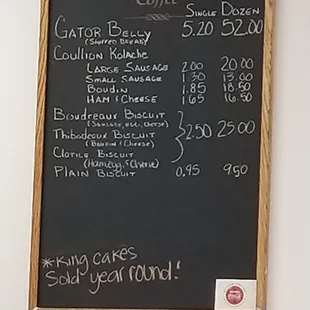 COFFEE
SINGLE DOZEN
GATOR BELLY 5.20 52.00
(STUFFED BREAD)
COULLION KOLACHE
LARGE SAUSAGE 2.00 20.00
SMALL SAUSAGE 1.30 13.00
BOUDIN 1.85 18.50
HAM & CHEESE 1.65 16.50
BOUDREAUX BISCUIT
(SAUSAGE, EGG, CHEESE)
THIBODEAUX BISCUIT 2.50 25.00
(BOUDIN & CHEESE)
CLOTILE BISCUIT
(HAM, EGG, & CHEESE)
PLAIN BISCUIT 0.95 9.50
*King cakes
Sold year round!